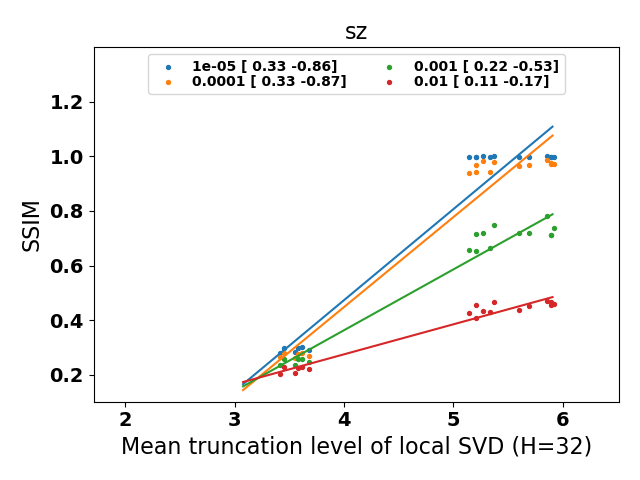 sz
1e-05 [ 0.33 -0.86]
0.0001 [ 0.33 -0.87]
0.001 [ 0.22 -0.53]
0.01 [ 0.11 -0.17]
1.2
1.0
0.8
0.6
0.4
0.2
SSIM
2 3 4 5 6
Mean truncation level of local SVD (H=32)